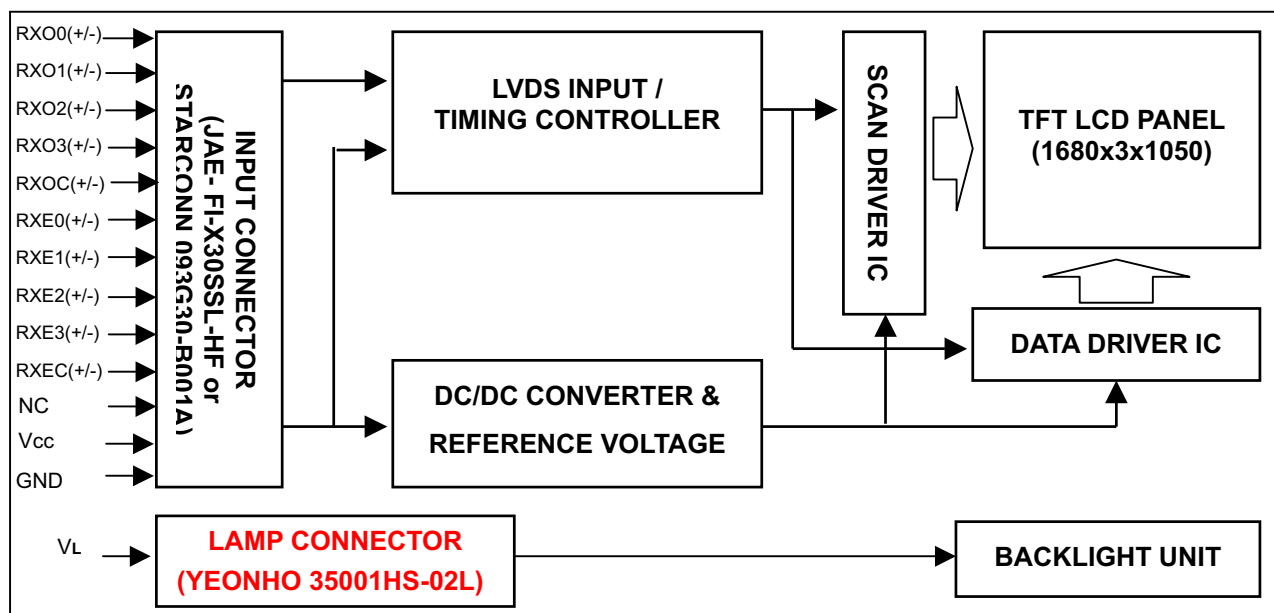 RXO0(+/-)
RXO1(+/-)
RXO2(+/-)
RXO3(+/-)
RXOC(+/-)
RXE0(+/-)
RXE1(+/-)
RXE2(+/-)
RXE3(+/-)
RXEC(+/-)
NC
Vcc
GND
VL
INPUT CONNECTOR
(JAE- FI-X30SSL-HF or
STARCONN 093G30-B001A)
LVDS INPUT /
TIMING CONTROLLER
SCAN DRIVER IC
TFT LCD PANEL
(1680x3x1050)
DATA DRIVER IC
DC/DC CONVERTER &
REFERENCE VOLTAGE
LAMP CONNECTOR
(YEONHO 35001HS-02L)
BACKLIGHT UNIT